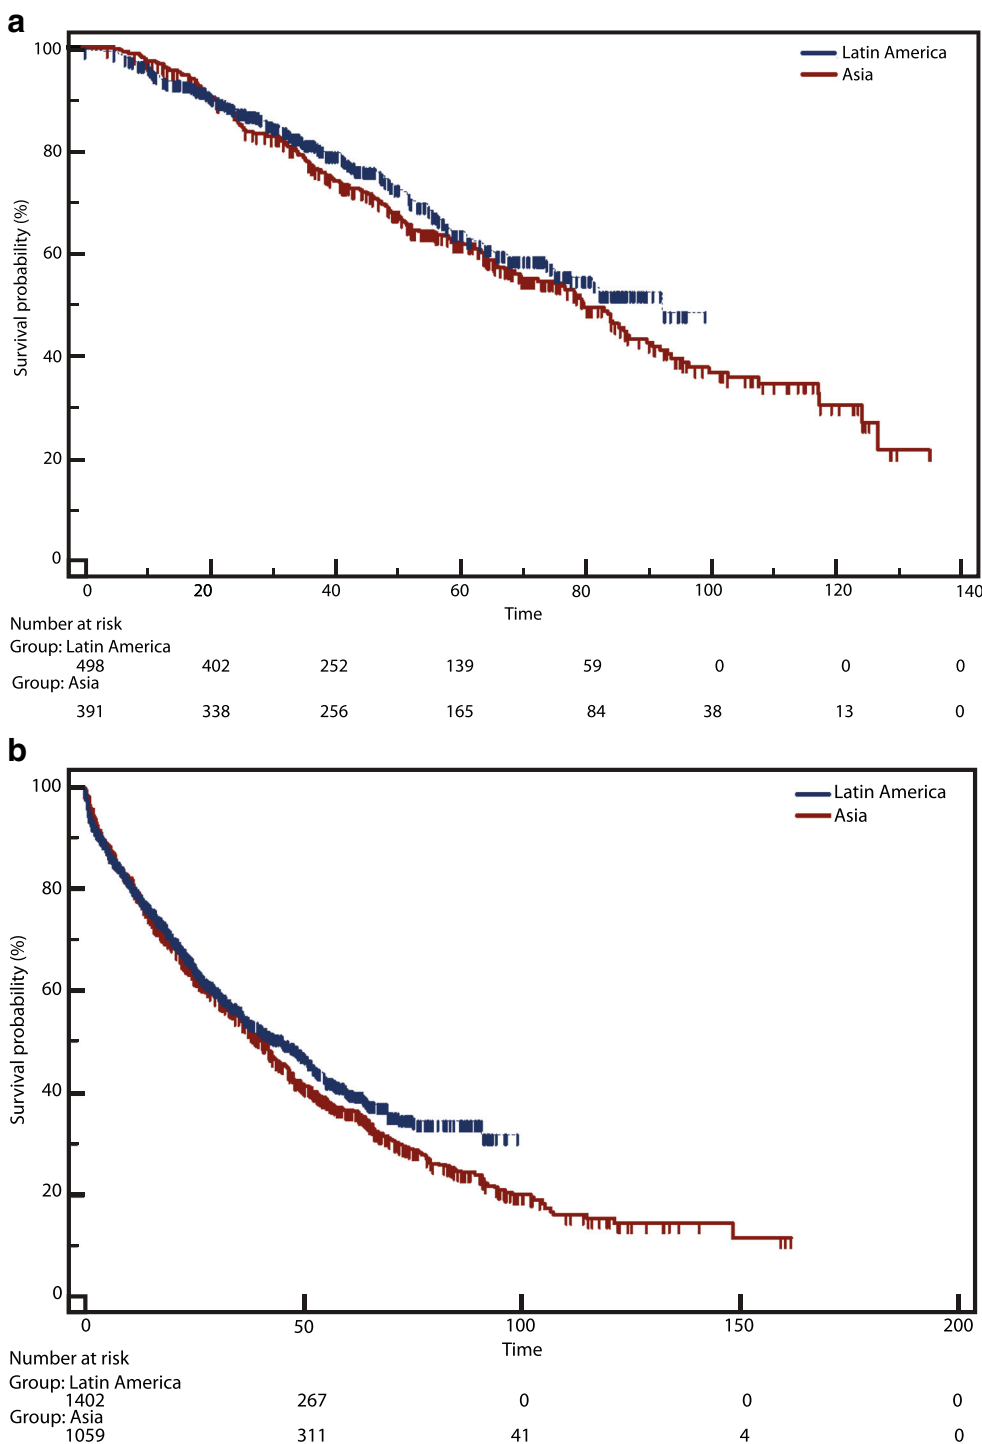 a
Latin America
Asia
100
80
60
40
20
0
Survival probability (%)
0 20 40 60 80 100 120 140
Time
Number at risk
Group: Latin America
498 402 252 139 59 0 0 0
Group: Asia
391 338 256 165 84 38 13 0
b
Latin America
Asia
100
80
60
40
20
0
Survival probability (%)
0 50 100 150 200
Time
Number at risk
Group: Latin America
1402 267 0 0 0
Group: Asia
1059 311 41 4 0